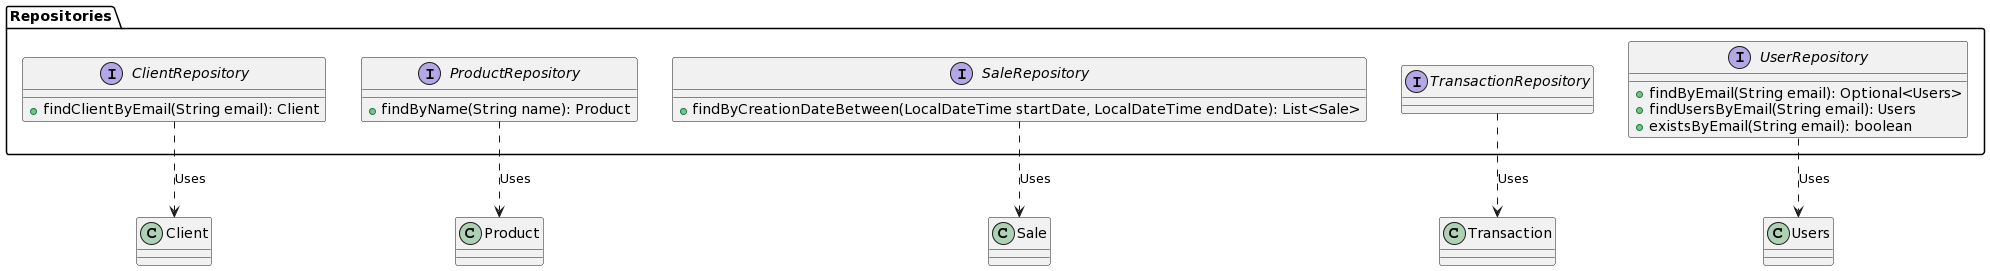 Repositories
I ClientRepository
findClientByEmail(String email): Client
I ProductRepository
findByName(String name): Product
I SaleRepository
findByCreationDateBetween(LocalDateTime startDate, LocalDateTime endDate): List<Sale>
I TransactionRepository
I UserRepository
findByEmail(String email): Optional<Users>
findUsersByEmail(String email): Users
existsByEmail(String email): boolean
Uses
Uses
Uses
Uses
Uses
C Client
C Product
C Sale
C Transaction
C Users